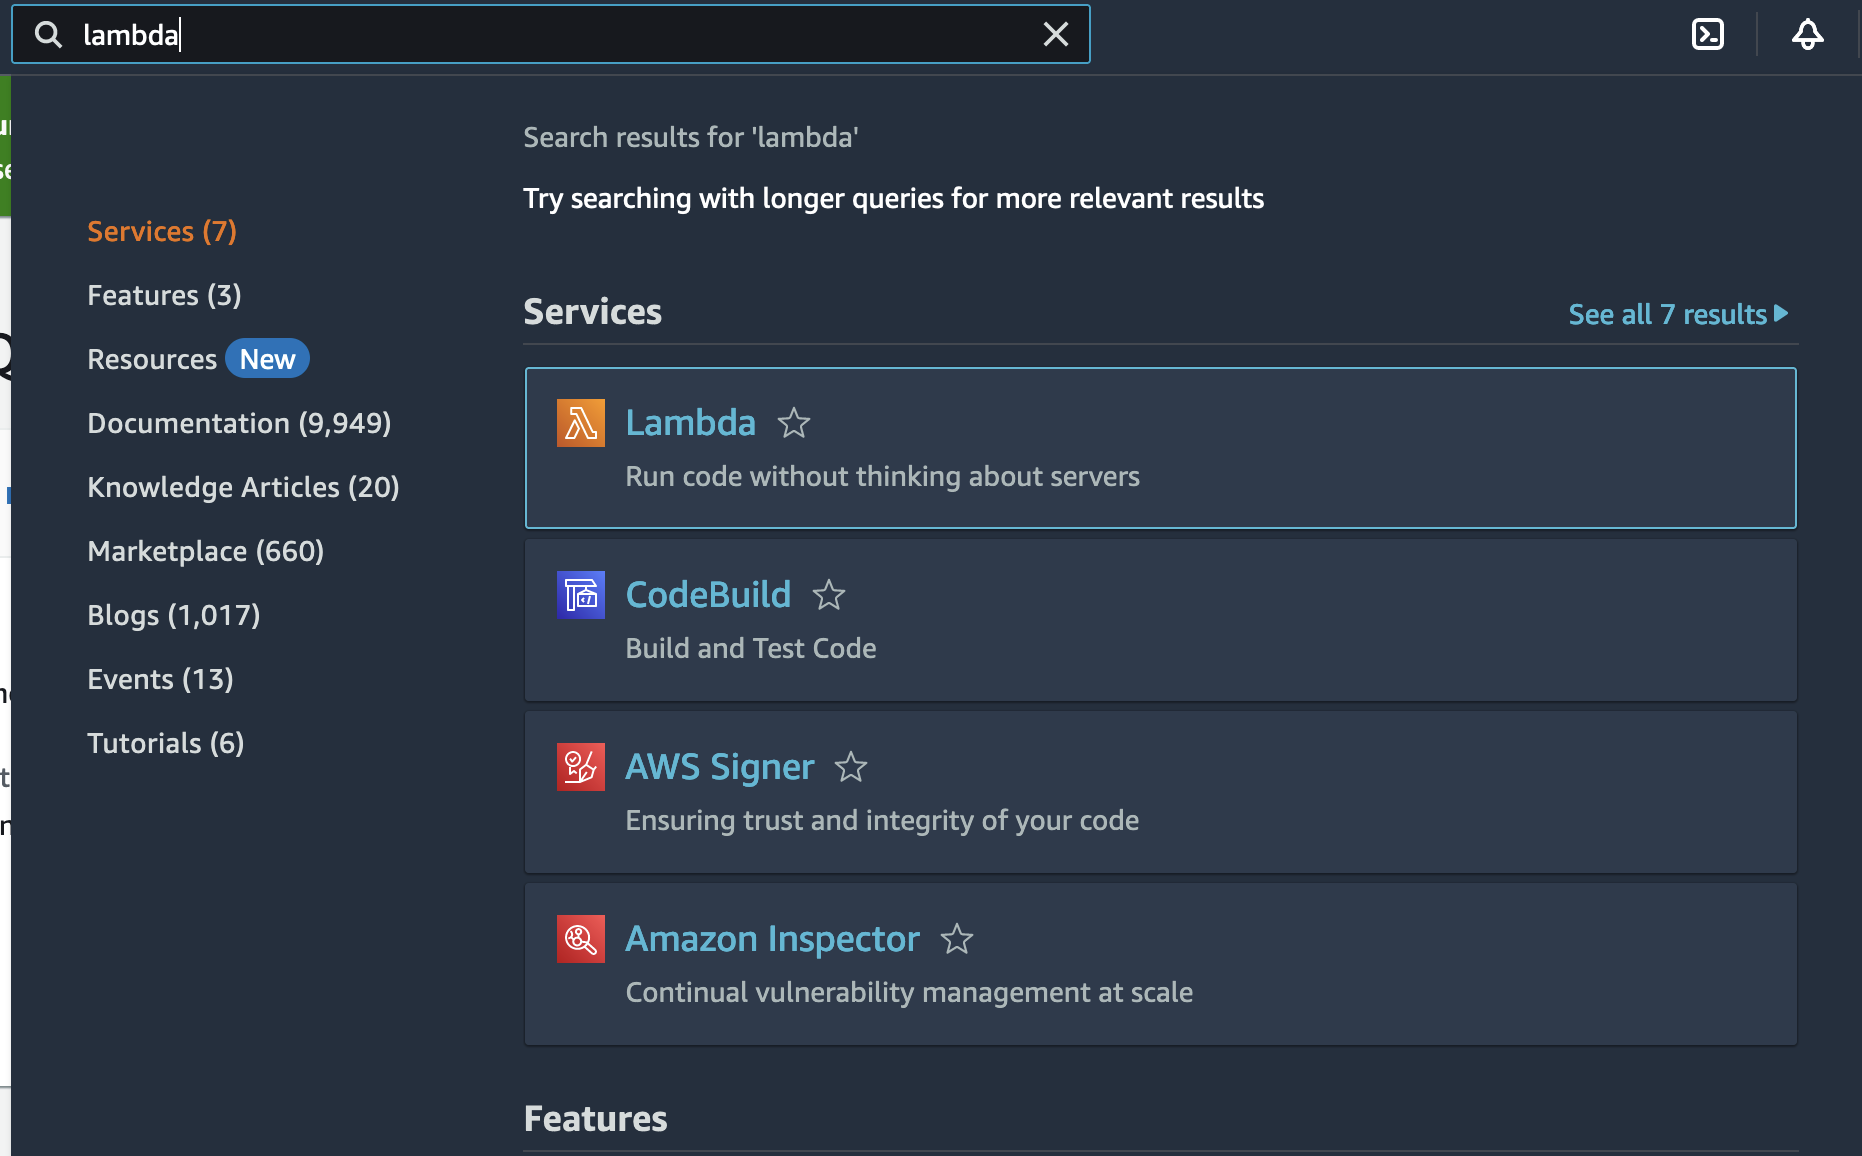 lambda
Search results for 'lambda'
Try searching with longer queries for more relevant results
Services (7)
Features (3)
Resources New
Documentation (9,949)
Knowledge Articles (20)
Marketplace (660)
Blogs (1,017)
Events (13)
Tutorials (6)
Services
See all 7 results
Lambda
Run code without thinking about servers
CodeBuild
Build and Test Code
AWS Signer
Ensuring trust and integrity of your code
Amazon Inspector
Continual vulnerability management at scale
Features